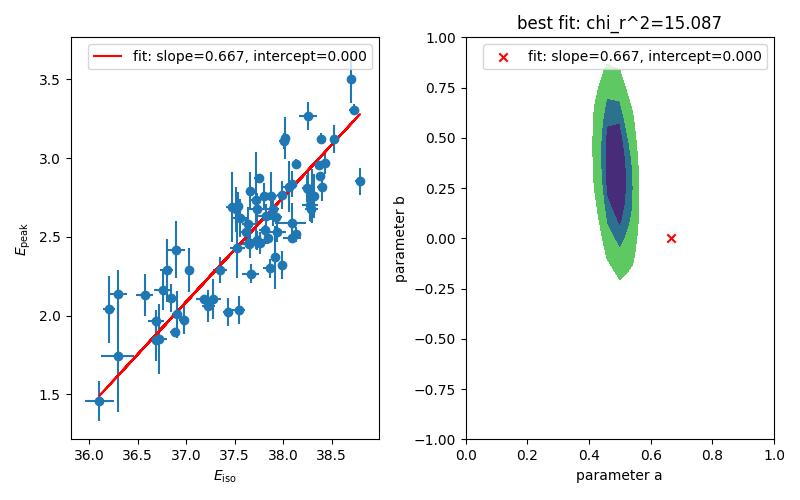 best fit: chi_r^2=15.087
fit: slope=0.667, intercept=0.000
3.5
3.0
2.5
2.0
1.5
E_peak
36.0 36.5 37.0 37.5 38.0 38.5
E_iso
fit: slope=0.667, intercept=0.000
1.00
0.75
0.50
0.25
0.00
−0.25
−0.50
−0.75
−1.00
parameter b
0.0 0.2 0.4 0.6 0.8 1.0
parameter a